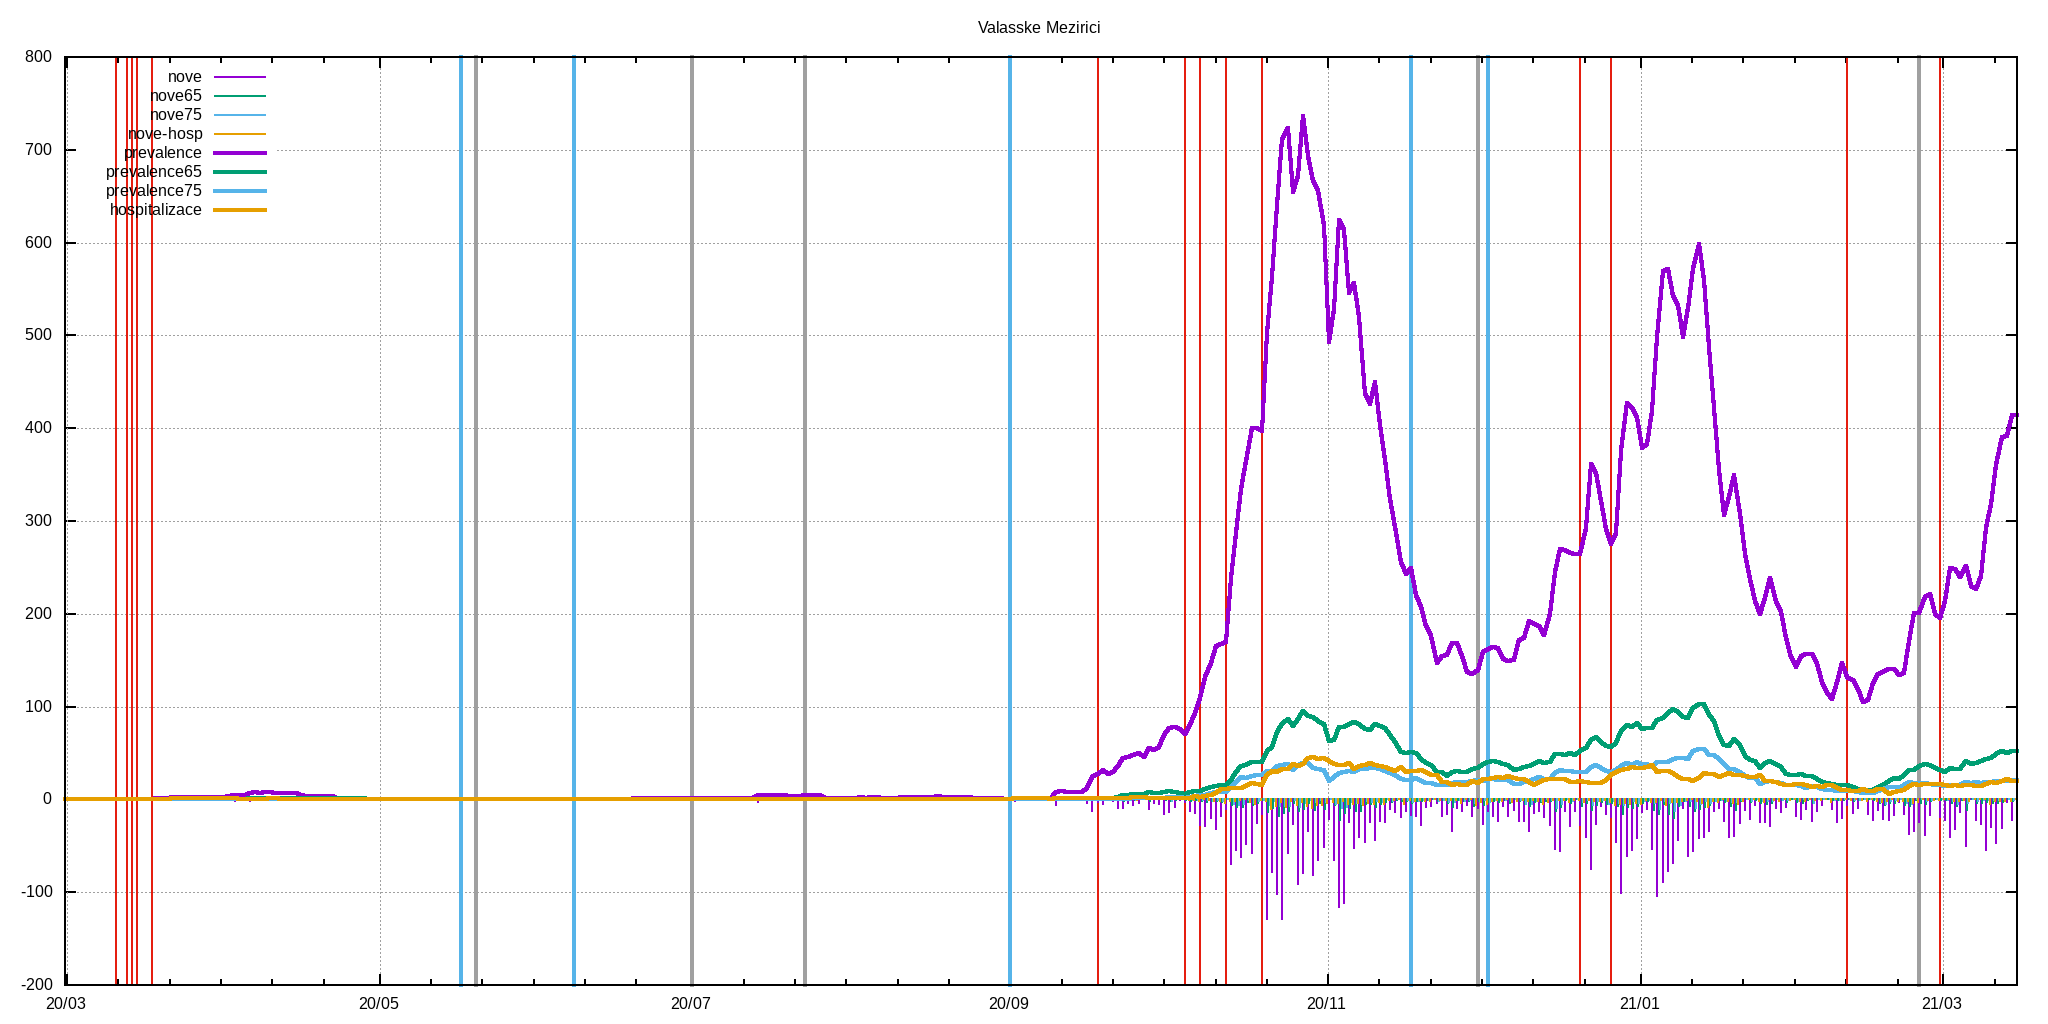 Valasske Mezirici
800
700
600
500
400
300
200
100
0
-100
-200
nove
nove65
nove75
nove-hosp
prevalence
prevalence65
prevalence75
hospitalizace
20/03
20/05
20/07
20/09
20/11
21/01
21/03